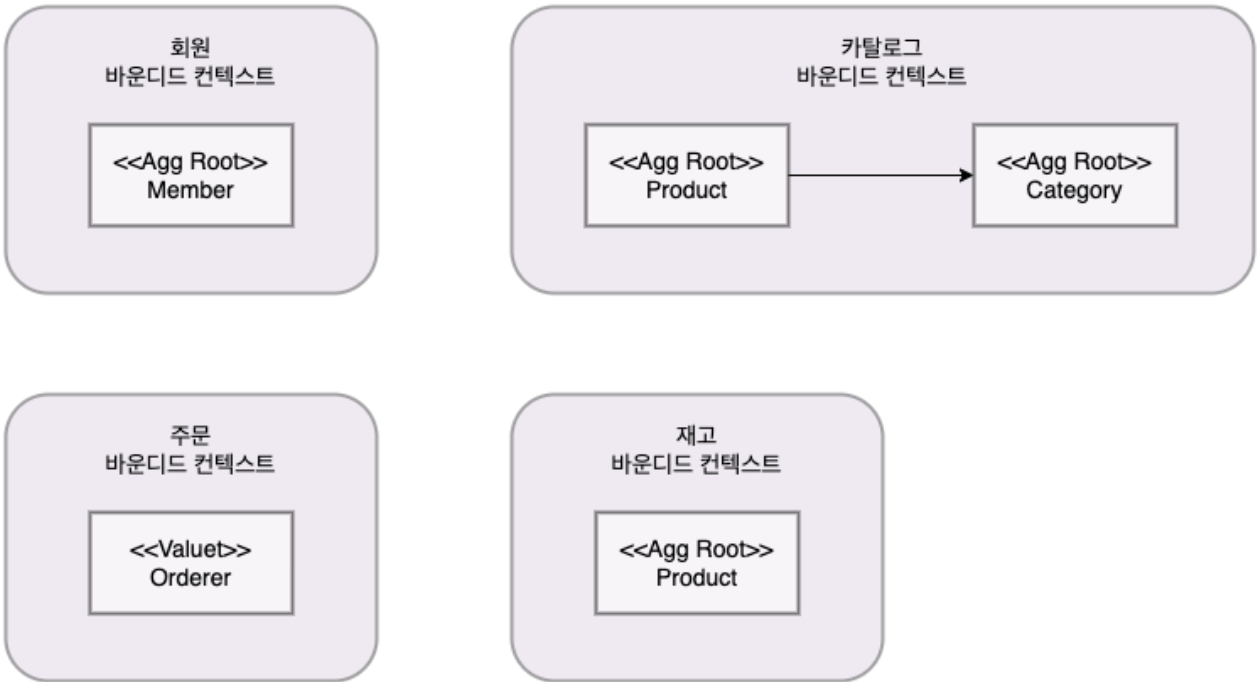 회원
바운디드 컨텍스트
<<Agg Root>>
Member
카탈로그
바운디드 컨텍스트
<<Agg Root>>
Product
<<Agg Root>>
Category
주문
바운디드 컨텍스트
<<Valuet>>
Orderer
재고
바운디드 컨텍스트
<<Agg Root>>
Product